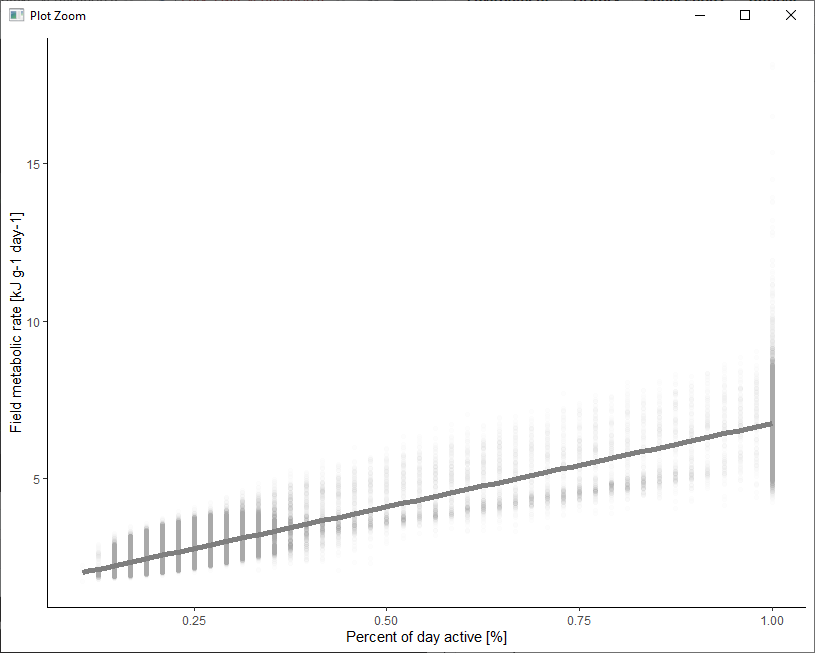 Plot Zoom
Field metabolic rate [kJ g-1 day-1]
15
10
5
0.25 0.50 0.75 1.00
Percent of day active [%]